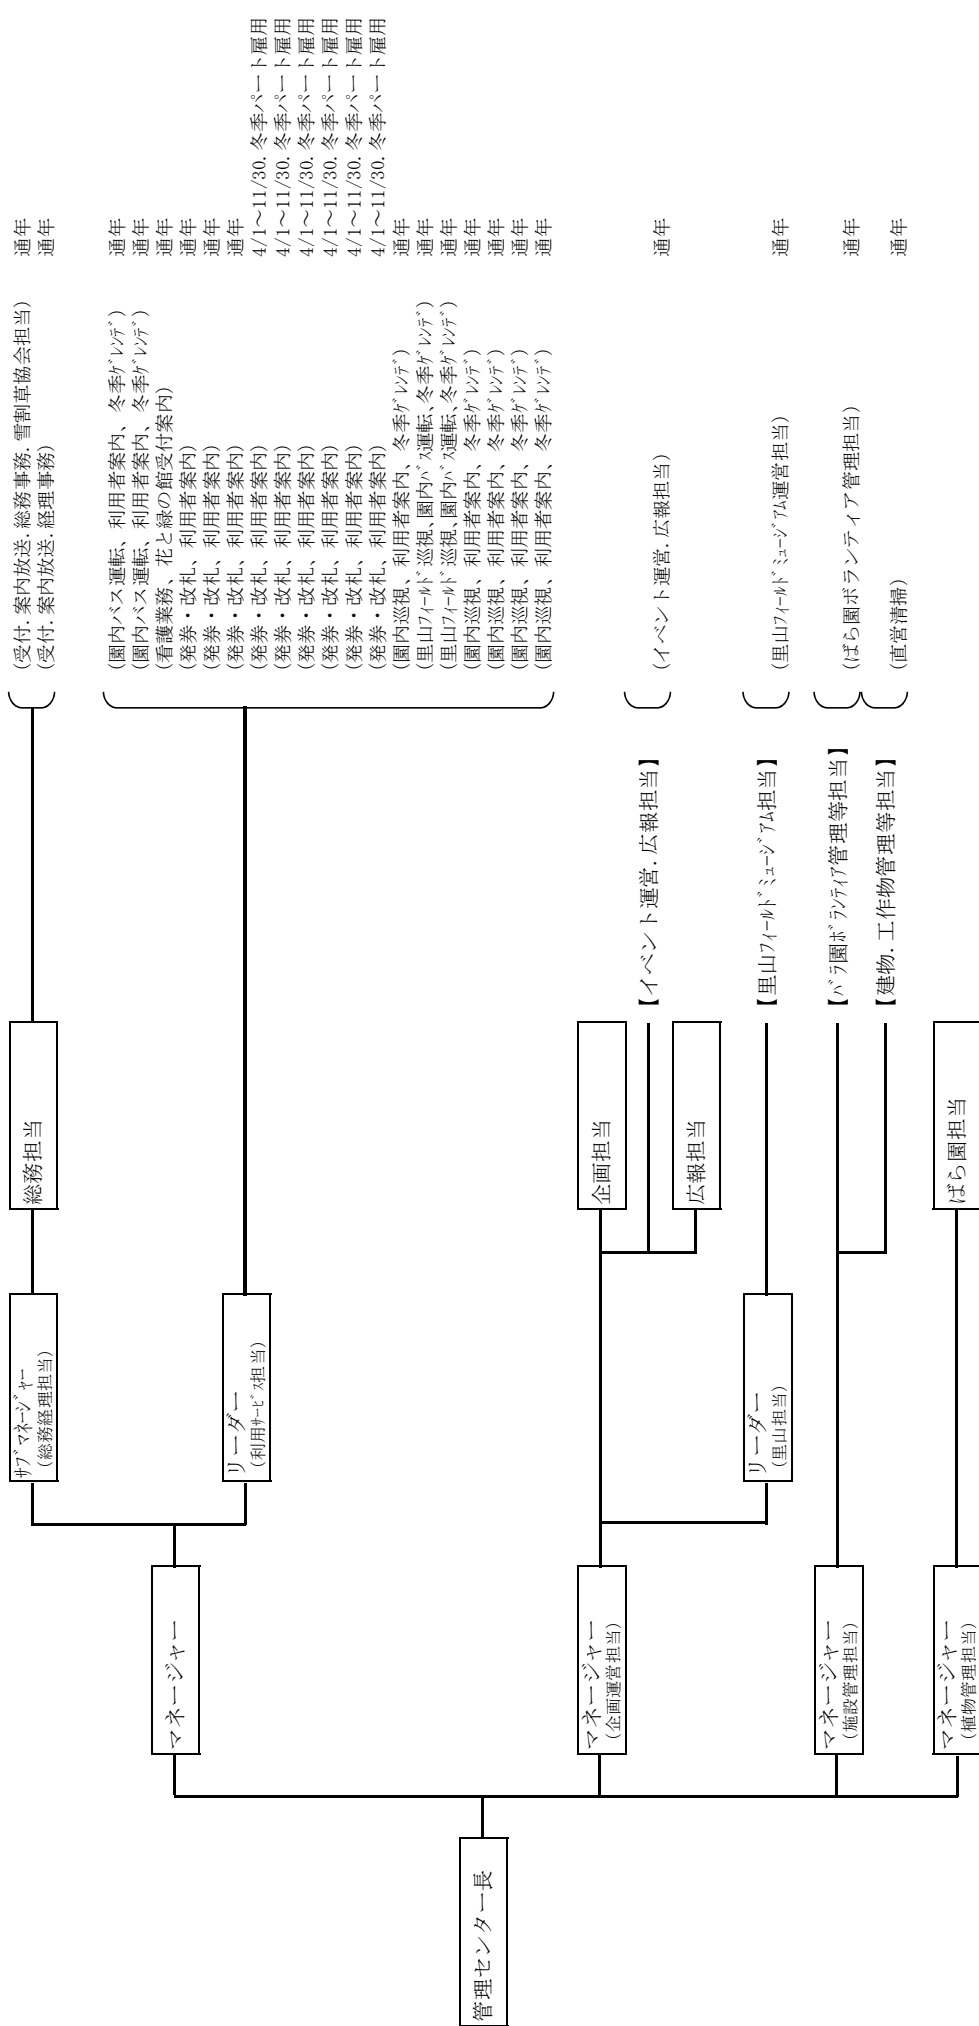 管理センター長
マネージャー
サブマネージャー
(総務経理担当)
総務担当
(受付．案内放送．総務事務．雪割草協会担当) 通年
(受付．案内放送．経理事務) 通年
リーダー
(利用サービス担当)
(園内バス運転、利用者案内、冬季ゲレンデ) 通年
(園内バス運転、利用者案内、冬季ゲレンデ) 通年
(看護業務、花と緑の館受付案内) 通年
(発券・改札、利用者案内) 通年
(発券・改札、利用者案内) 通年
(発券・改札、利用者案内) 通年
(発券・改札、利用者案内) 4/1～11/30．冬季パート雇用
(発券・改札、利用者案内) 4/1～11/30．冬季パート雇用
(発券・改札、利用者案内) 4/1～11/30．冬季パート雇用
(発券・改札、利用者案内) 4/1～11/30．冬季パート雇用
(発券・改札、利用者案内) 4/1～11/30．冬季パート雇用
(発券・改札、利用者案内) 4/1～11/30．冬季パート雇用
(園内巡視、利用者案内、冬季ゲレンデ) 通年
(里山フィールド巡視、園内バス運転、冬季ゲレンデ) 通年
(里山フィールド巡視、園内バス運転、冬季ゲレンデ) 通年
(園内巡視、利用者案内、冬季ゲレンデ) 通年
(園内巡視、利用者案内、冬季ゲレンデ) 通年
(園内巡視、利用者案内、冬季ゲレンデ) 通年
(園内巡視、利用者案内、冬季ゲレンデ) 通年
マネージャー
(企画運営担当)
企画担当
【イベント運営．広報担当】 (イベント運営．広報担当) 通年
広報担当
リーダー
(里山担当)
【里山フィールドミュージアム担当】 (里山フィールドミュージアム運営担当) 通年
マネージャー
(施設管理担当)
【バラ園ボランティア管理等担当】 (ばら園ボランティア管理担当) 通年
【建物．工作物管理等担当】 (直営清掃) 通年
マネージャー
(植物管理担当)
ばら園担当